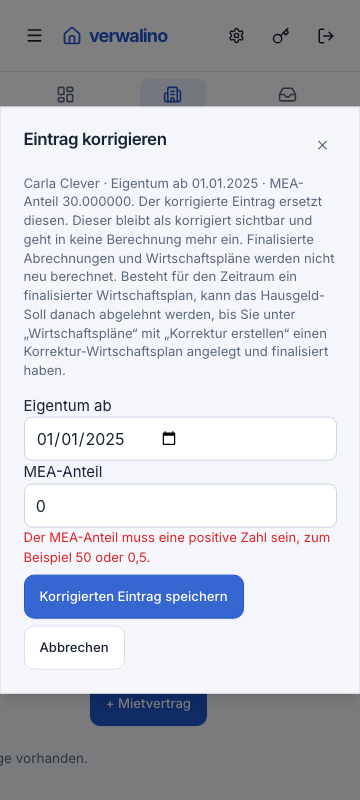 verwalino
Eintrag korrigieren
Carla Clever · Eigentum ab 01.01.2025 · MEA-
Anteil 30.000000. Der korrigierte Eintrag ersetzt
diesen. Dieser bleibt als korrigiert sichtbar und
geht in keine Berechnung mehr ein. Finalisierte
Abrechnungen und Wirtschaftspläne werden nicht
neu berechnet. Besteht für den Zeitraum ein
finalisierter Wirtschaftsplan, kann das Hausgeld-
Soll danach abgelehnt werden, bis Sie unter
„Wirtschaftspläne“ mit „Korrektur erstellen“ einen
Korrektur-Wirtschaftsplan angelegt und finalisiert
haben.
Eigentum ab
01/01/2025
MEA-Anteil
0
Der MEA-Anteil muss eine positive Zahl sein, zum
Beispiel 50 oder 0,5.
Korrigierten Eintrag speichern
Abbrechen
+ Mietvertrag
ge vorhanden.